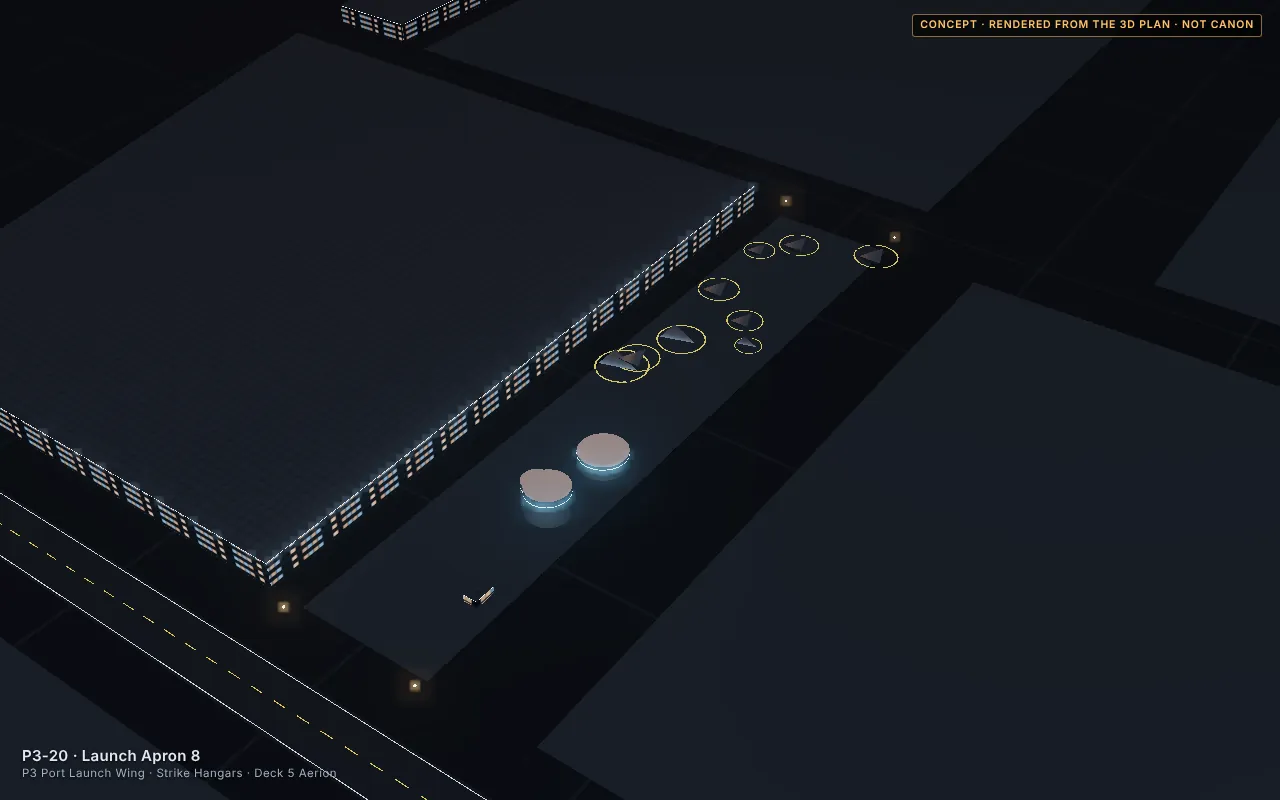 CONCEPT · RENDERED FROM THE 3D PLAN · NOT CANON
P3-20 · Launch Apron 8
P3 Port Launch Wing · Strike Hangars · Deck 5 Aerion